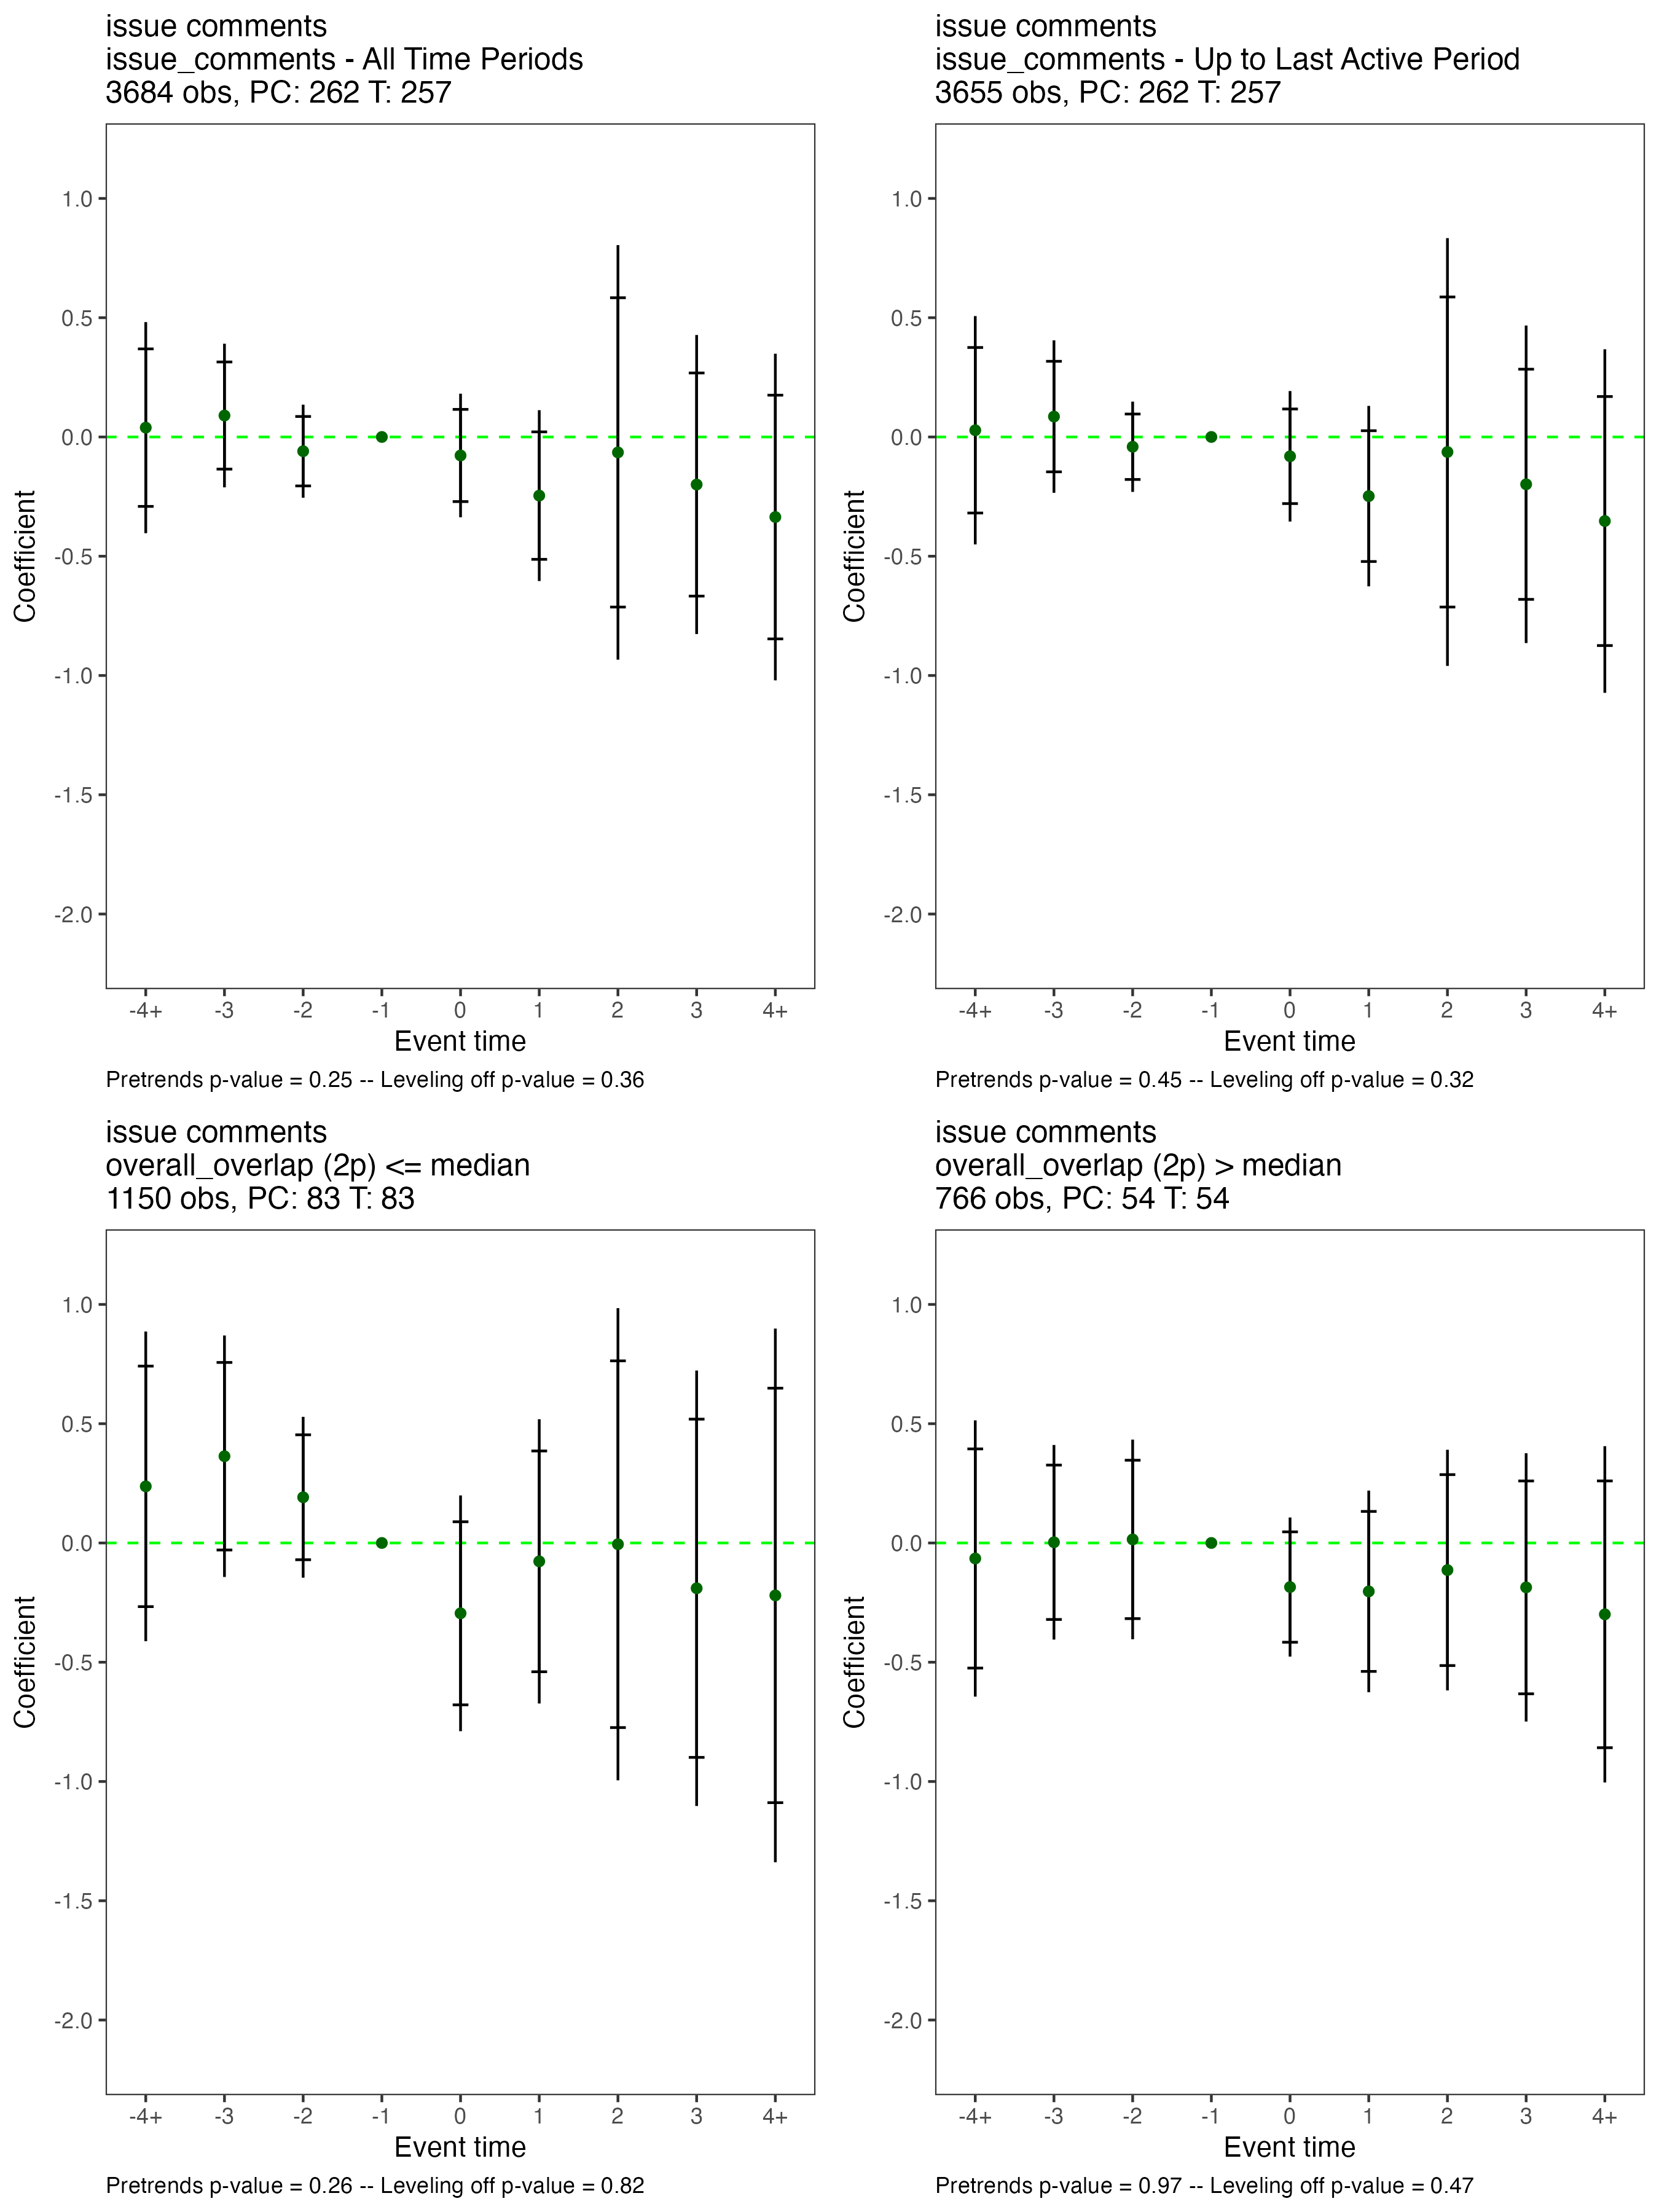 issue comments
issue_comments - All Time Periods
3684 obs, PC: 262 T: 257
1.0
0.5
0.0
-0.5
-1.0
-1.5
-2.0
Coefficient
-4+ -3 -2 -1 0 1 2 3 4+
Event time
Pretrends p-value = 0.25 -- Leveling off p-value = 0.36
issue comments
issue_comments - Up to Last Active Period
3655 obs, PC: 262 T: 257
1.0
0.5
0.0
-0.5
-1.0
-1.5
-2.0
Coefficient
-4+ -3 -2 -1 0 1 2 3 4+
Event time
Pretrends p-value = 0.45 -- Leveling off p-value = 0.32
issue comments
overall_overlap (2p) <= median
1150 obs, PC: 83 T: 83
1.0
0.5
0.0
-0.5
-1.0
-1.5
-2.0
Coefficient
-4+ -3 -2 -1 0 1 2 3 4+
Event time
Pretrends p-value = 0.26 -- Leveling off p-value = 0.82
issue comments
overall_overlap (2p) > median
766 obs, PC: 54 T: 54
1.0
0.5
0.0
-0.5
-1.0
-1.5
-2.0
Coefficient
-4+ -3 -2 -1 0 1 2 3 4+
Event time
Pretrends p-value = 0.97 -- Leveling off p-value = 0.47